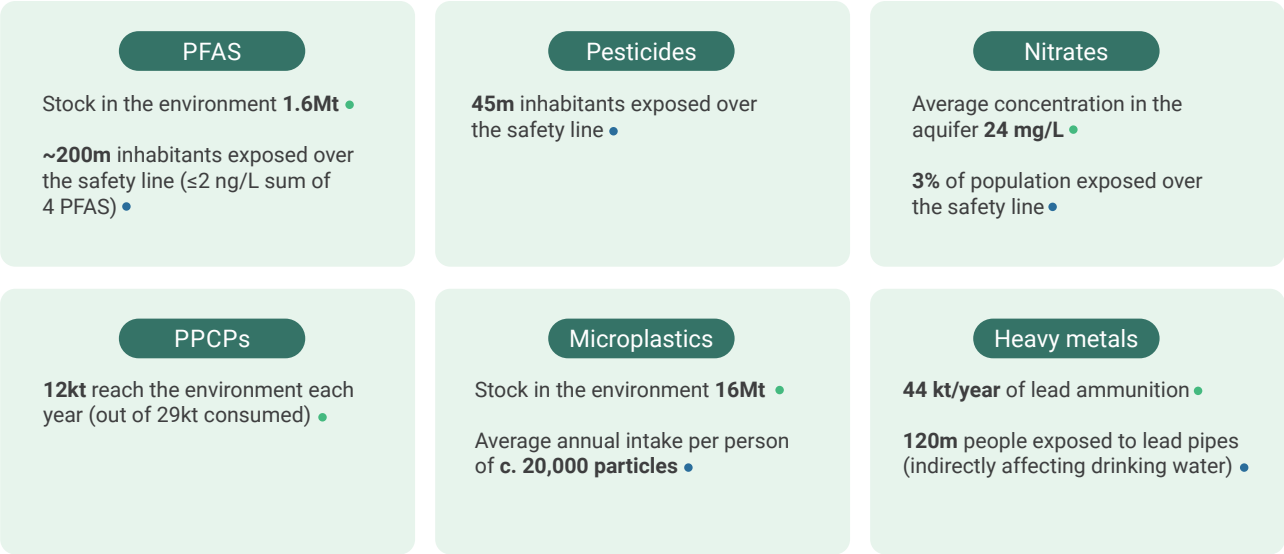 PFAS
Stock in the environment 1.6Mt
~200m inhabitants exposed over
the safety line (≤2 ng/L sum of
4 PFAS)
Pesticides
45m inhabitants exposed over
the safety line
Nitrates
Average concentration in the
aquifer 24 mg/L
3% of population exposed over
the safety line
PPCPs
12kt reach the environment each
year (out of 29kt consumed)
Microplastics
Stock in the environment 16Mt
Average annual intake per person
of c. 20,000 particles
Heavy metals
44 kt/year of lead ammunition
120m people exposed to lead pipes
(indirectly affecting drinking water)